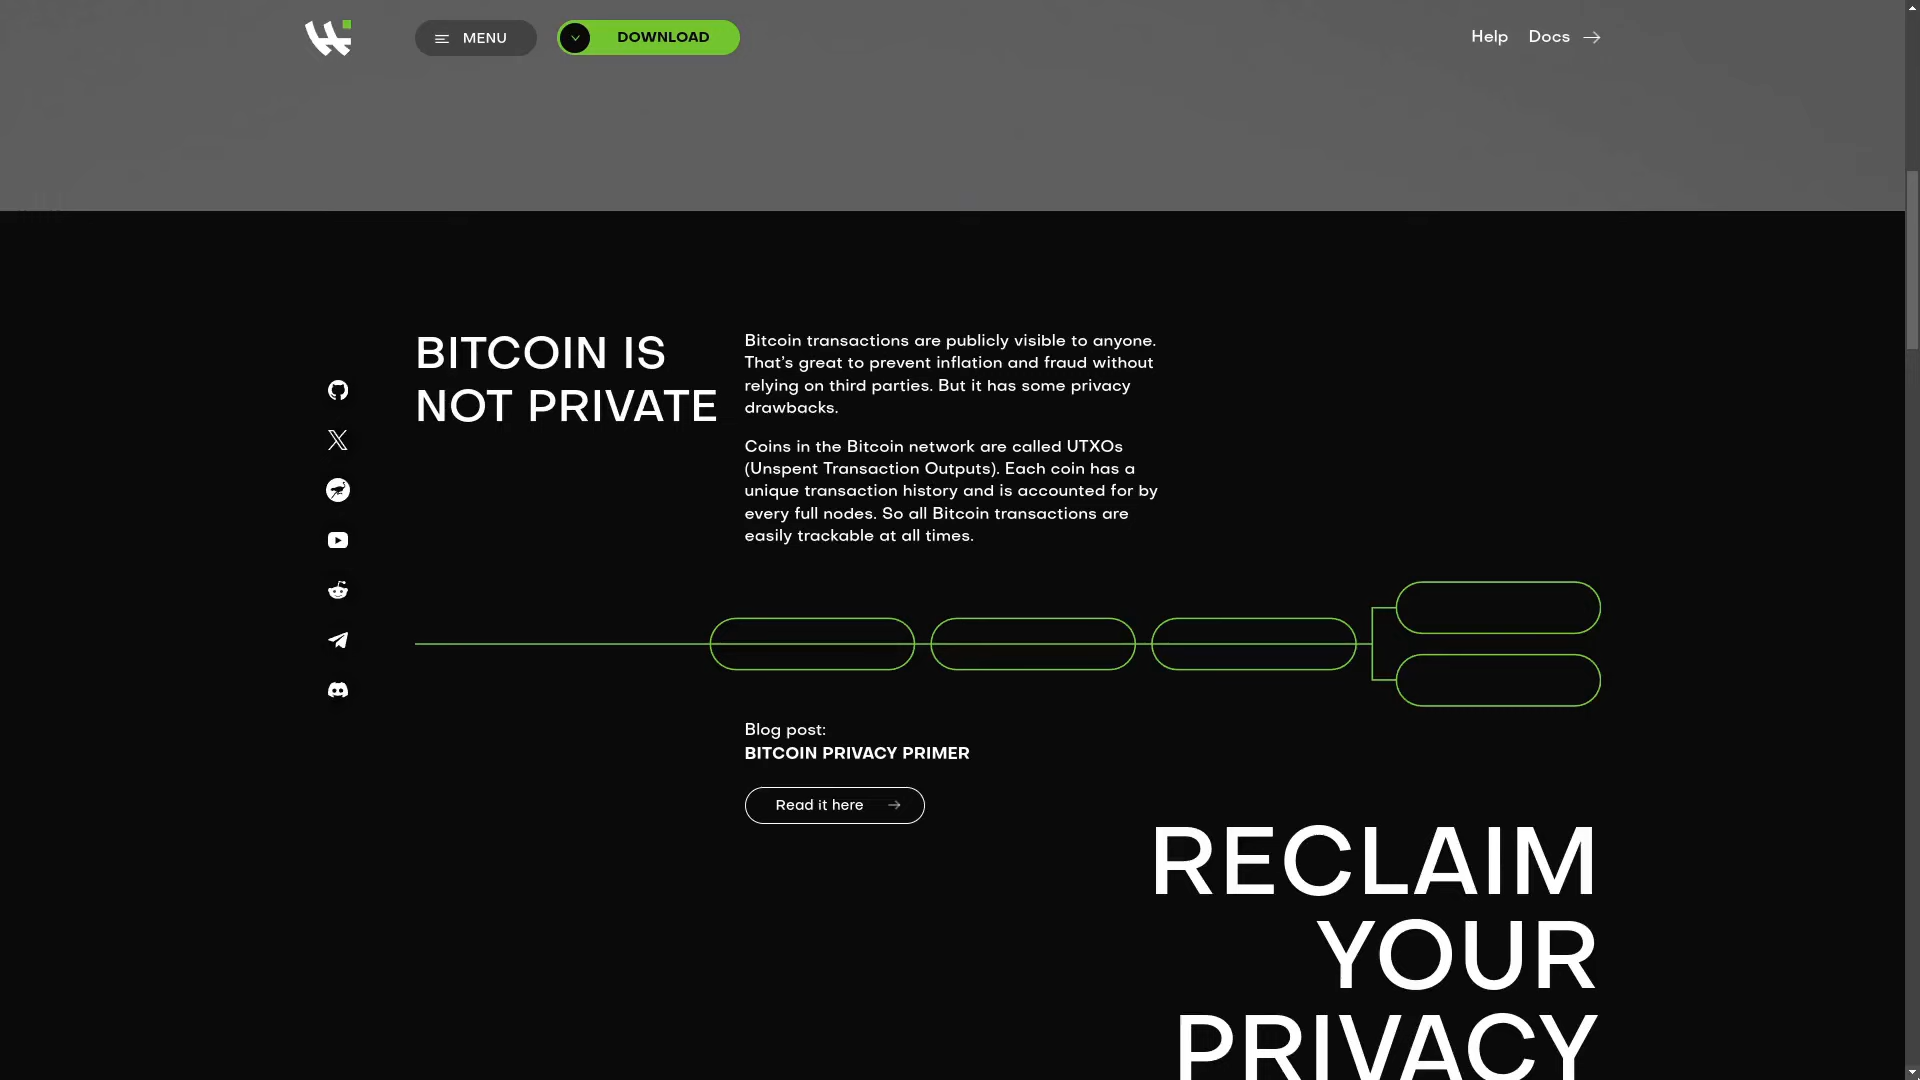 MENU
DOWNLOAD
Help
Docs
BITCOIN IS
NOT PRIVATE
Bitcoin transactions are publicly visible to anyone.
That's great to prevent inflation and fraud without
relying on third parties. But it has some privacy
drawbacks.
Coins in the Bitcoin network are called UTXOs
(Unspent Transaction Outputs). Each coin has a
unique transaction history and is accounted for by
every full nodes. So all Bitcoin transactions are
easily trackable at all times.
Blog post:
BITCOIN PRIVACY PRIMER
Read it here
RECLAIM
YOUR
PRIVACY